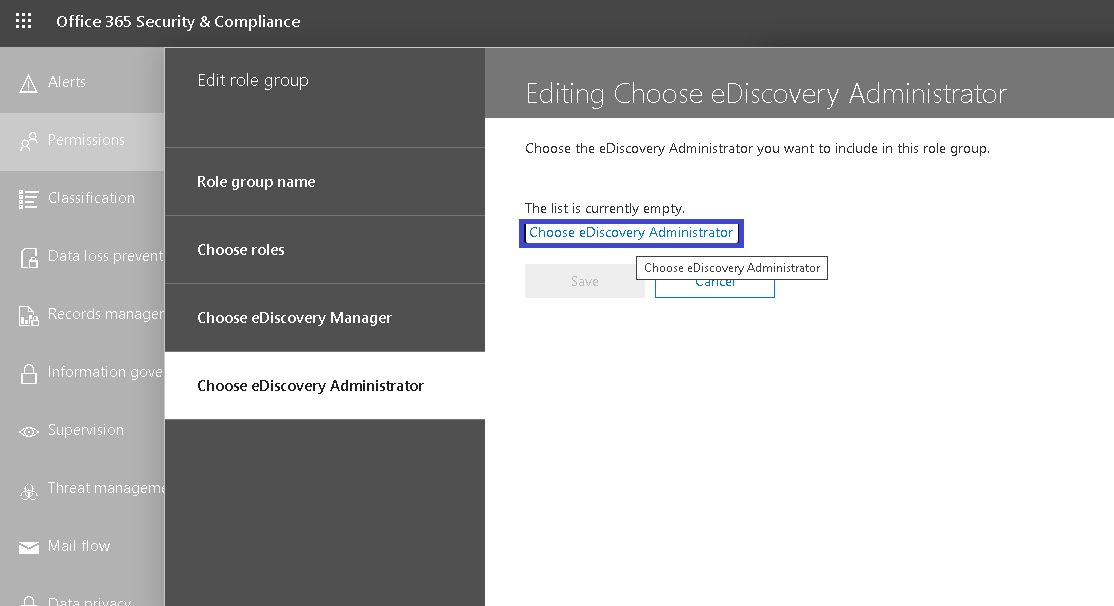 Office 365 Security & Compliance
Alerts
Permissions
Classification
Data loss prevent
Records manager
Information gove
Supervision
Threat manageme
Mail flow
Data privacy
Edit role group
Role group name
Choose roles
Choose eDiscovery Manager
Choose eDiscovery Administrator
Editing Choose eDiscovery Administrator
Choose the eDiscovery Administrator you want to include in this role group.
The list is currently empty.
Choose eDiscovery Administrator
Choose eDiscovery Administrator
Save
Cancel